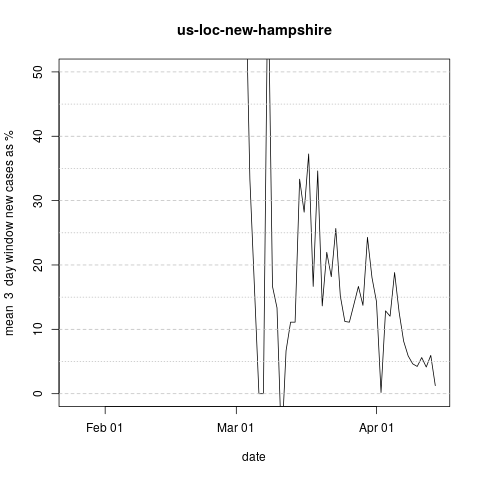 us-loc-new-hampshire
mean 3 day window new cases as %
50
40
30
20
10
0
Feb 01
Mar 01
Apr 01
date